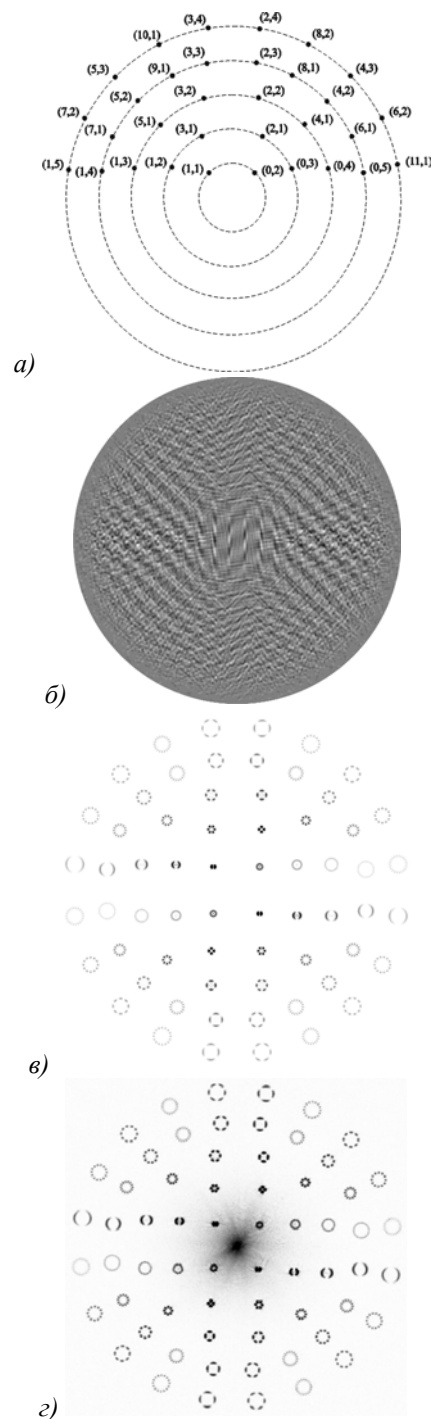 (3,4) (2,4)
(10,1) (8,2)
(5,3) (9,1) (3,3) (2,3) (8,1) (4,3)
(7,2) (5,2) (3,2) (2,2) (4,2) (6,2)
(7,1) (5,1) (3,1) (2,1) (4,1) (6,1)
(1,5) (1,4) (1,3) (1,2) (1,1) (0,2) (0,3) (0,4) (0,5) (11,1)
а)
б)
в)
г)